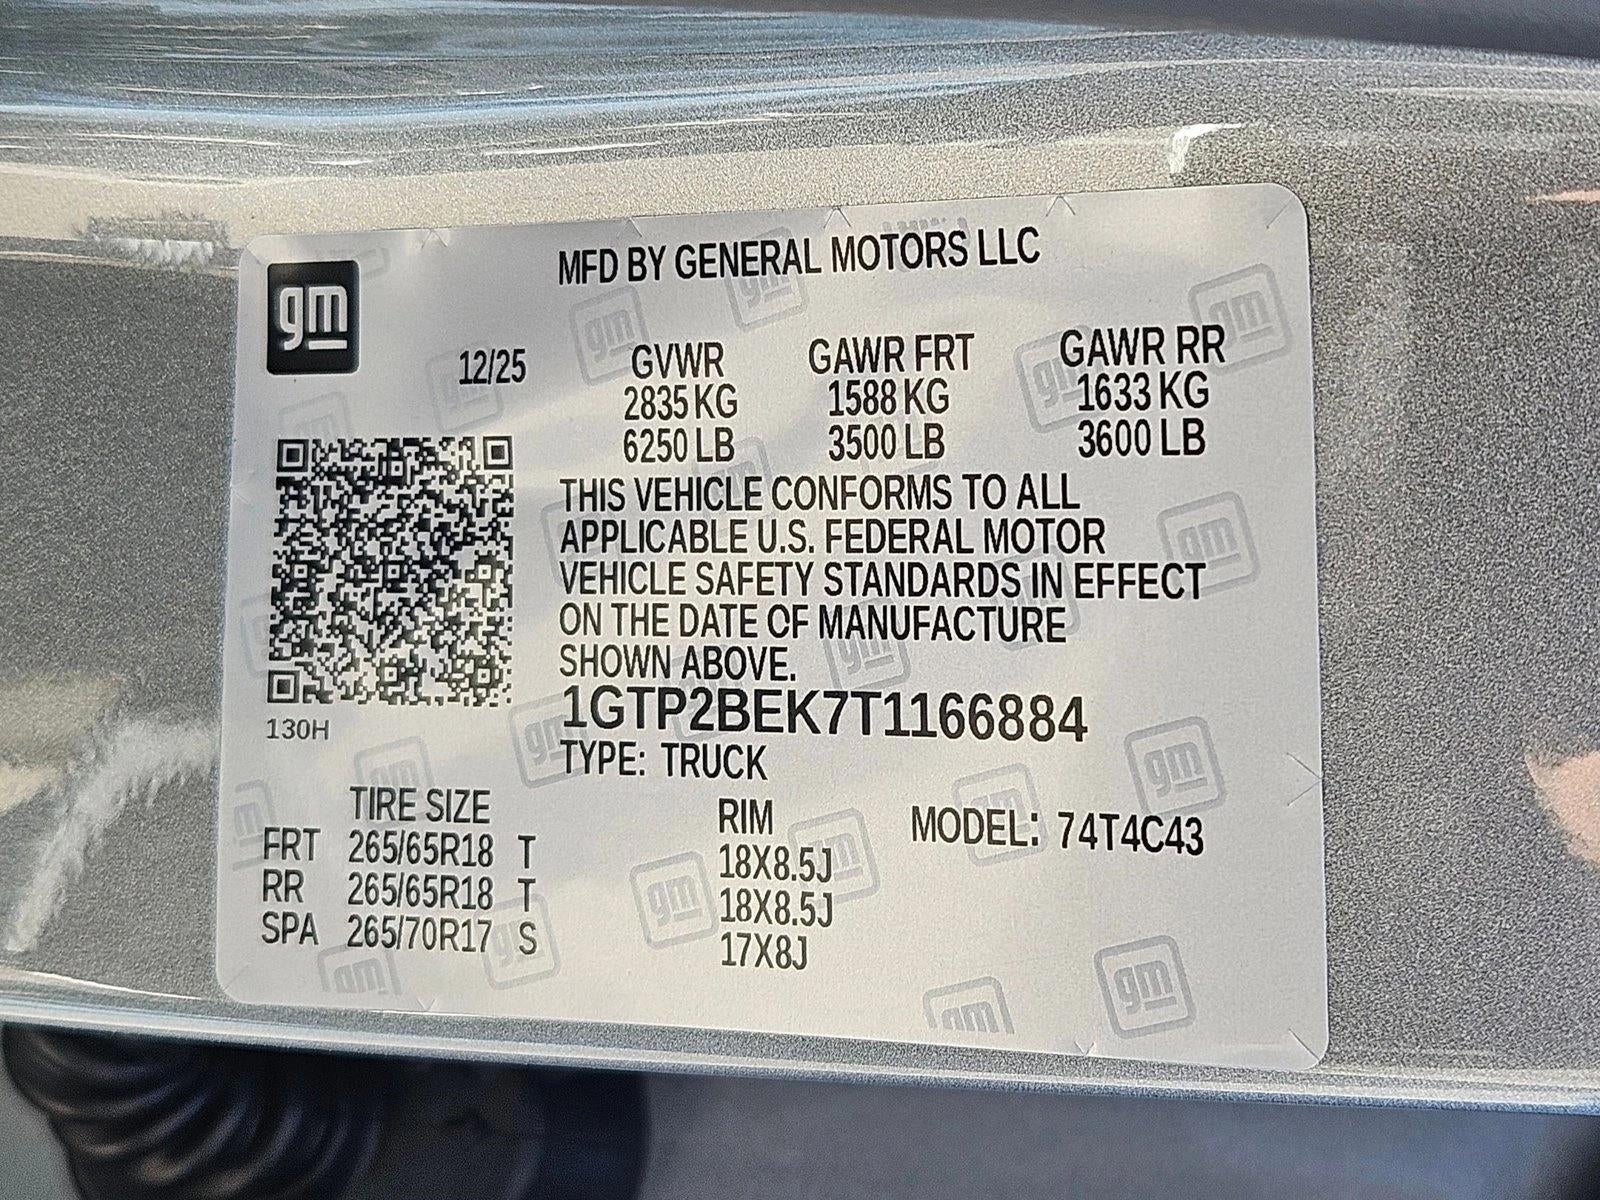 gm
MFD BY GENERAL MOTORS LLC
12/25 GVWR GAWR FRT GAWR RR
2835 KG 1588 KG 1633 KG
6250 LB 3500 LB 3600 LB
THIS VEHICLE CONFORMS TO ALL
APPLICABLE U.S. FEDERAL MOTOR
VEHICLE SAFETY STANDARDS IN EFFECT
ON THE DATE OF MANUFACTURE
SHOWN ABOVE.
1GTP2BEK7T1166884
130H
TYPE: TRUCK
TIRE SIZE RIM MODEL: 74T4C43
FRT 265/65R18 T 18X8.5J
RR 265/65R18 T 18X8.5J
SPA 265/70R17 S 17X8J